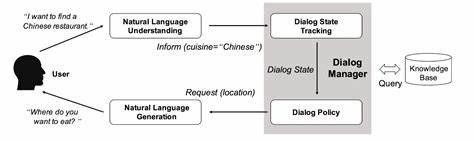 “I want to find a
Chinese restaurant.”
Natural Language
Understanding
Dialog State
Tracking
Inform (cuisine=“Chinese”)
User
Dialog State
Dialog
Manager
Query
Knowledge
Base
Request (location)
“Where do you
want to eat?”
Natural Language
Generation
Dialog Policy